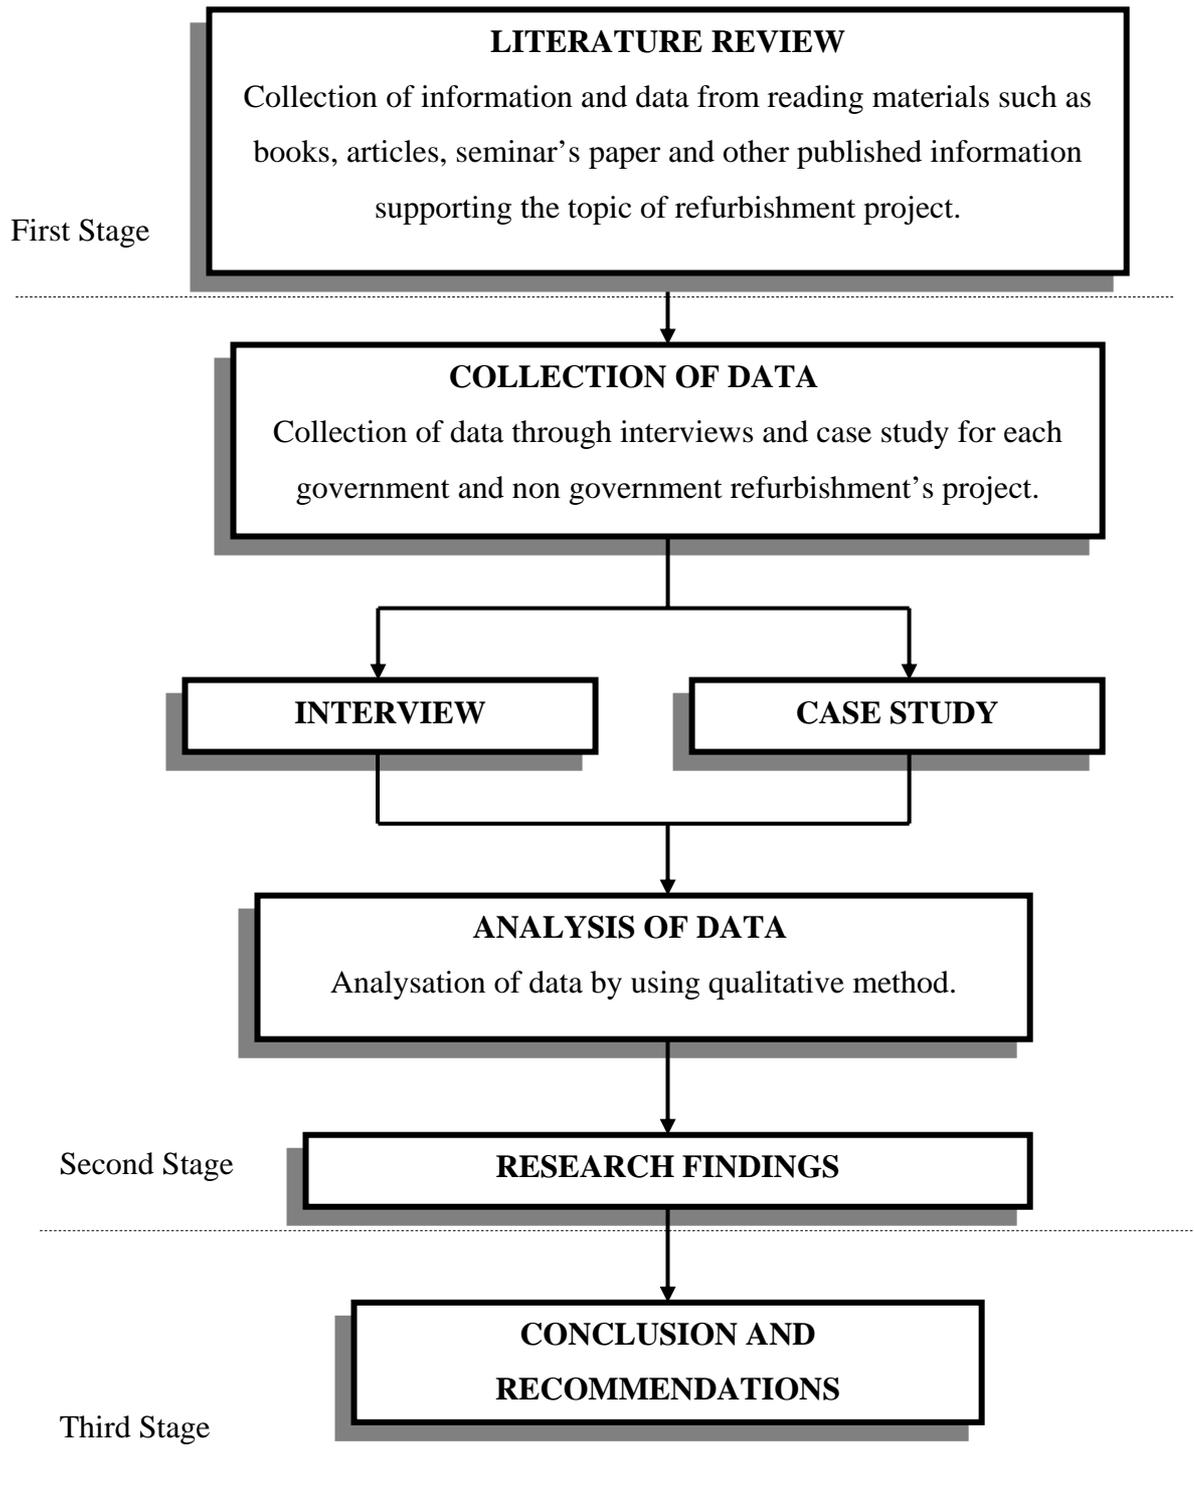 LITERATURE REVIEW
Collection of information and data from reading materials such as
books, articles, seminar’s paper and other published information
supporting the topic of refurbishment project.
First Stage
COLLECTION OF DATA
Collection of data through interviews and case study for each
government and non government refurbishment’s project.
INTERVIEW
CASE STUDY
ANALYSIS OF DATA
Analysation of data by using qualitative method.
Second Stage
RESEARCH FINDINGS
CONCLUSION AND
RECOMMENDATIONS
Third Stage